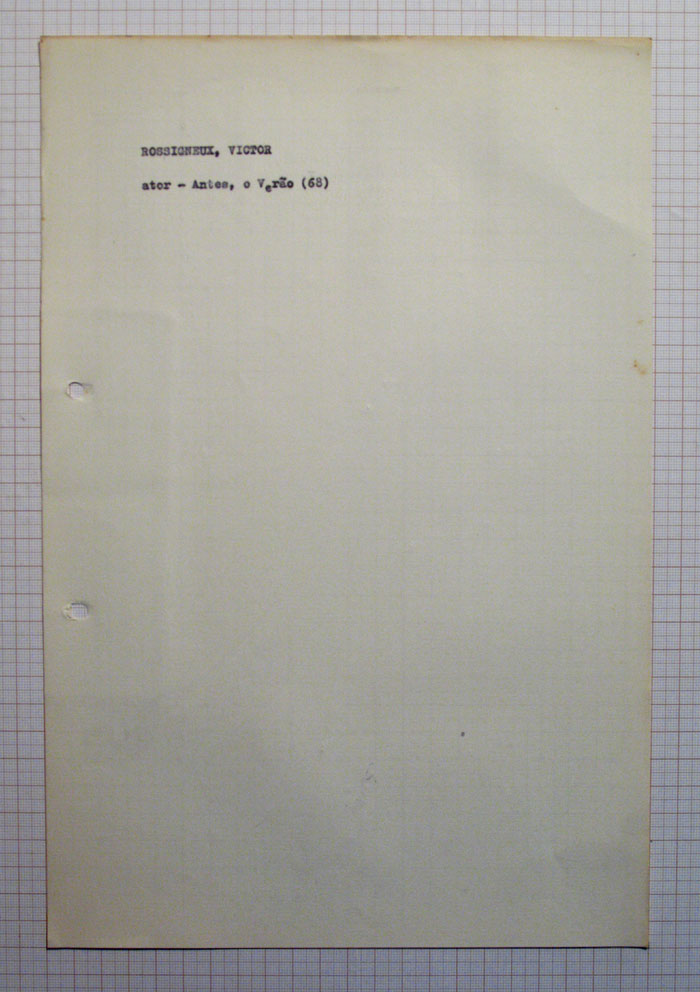 ROSSIGNEUX, VICTOR
ator - Antes, o Verão (68)